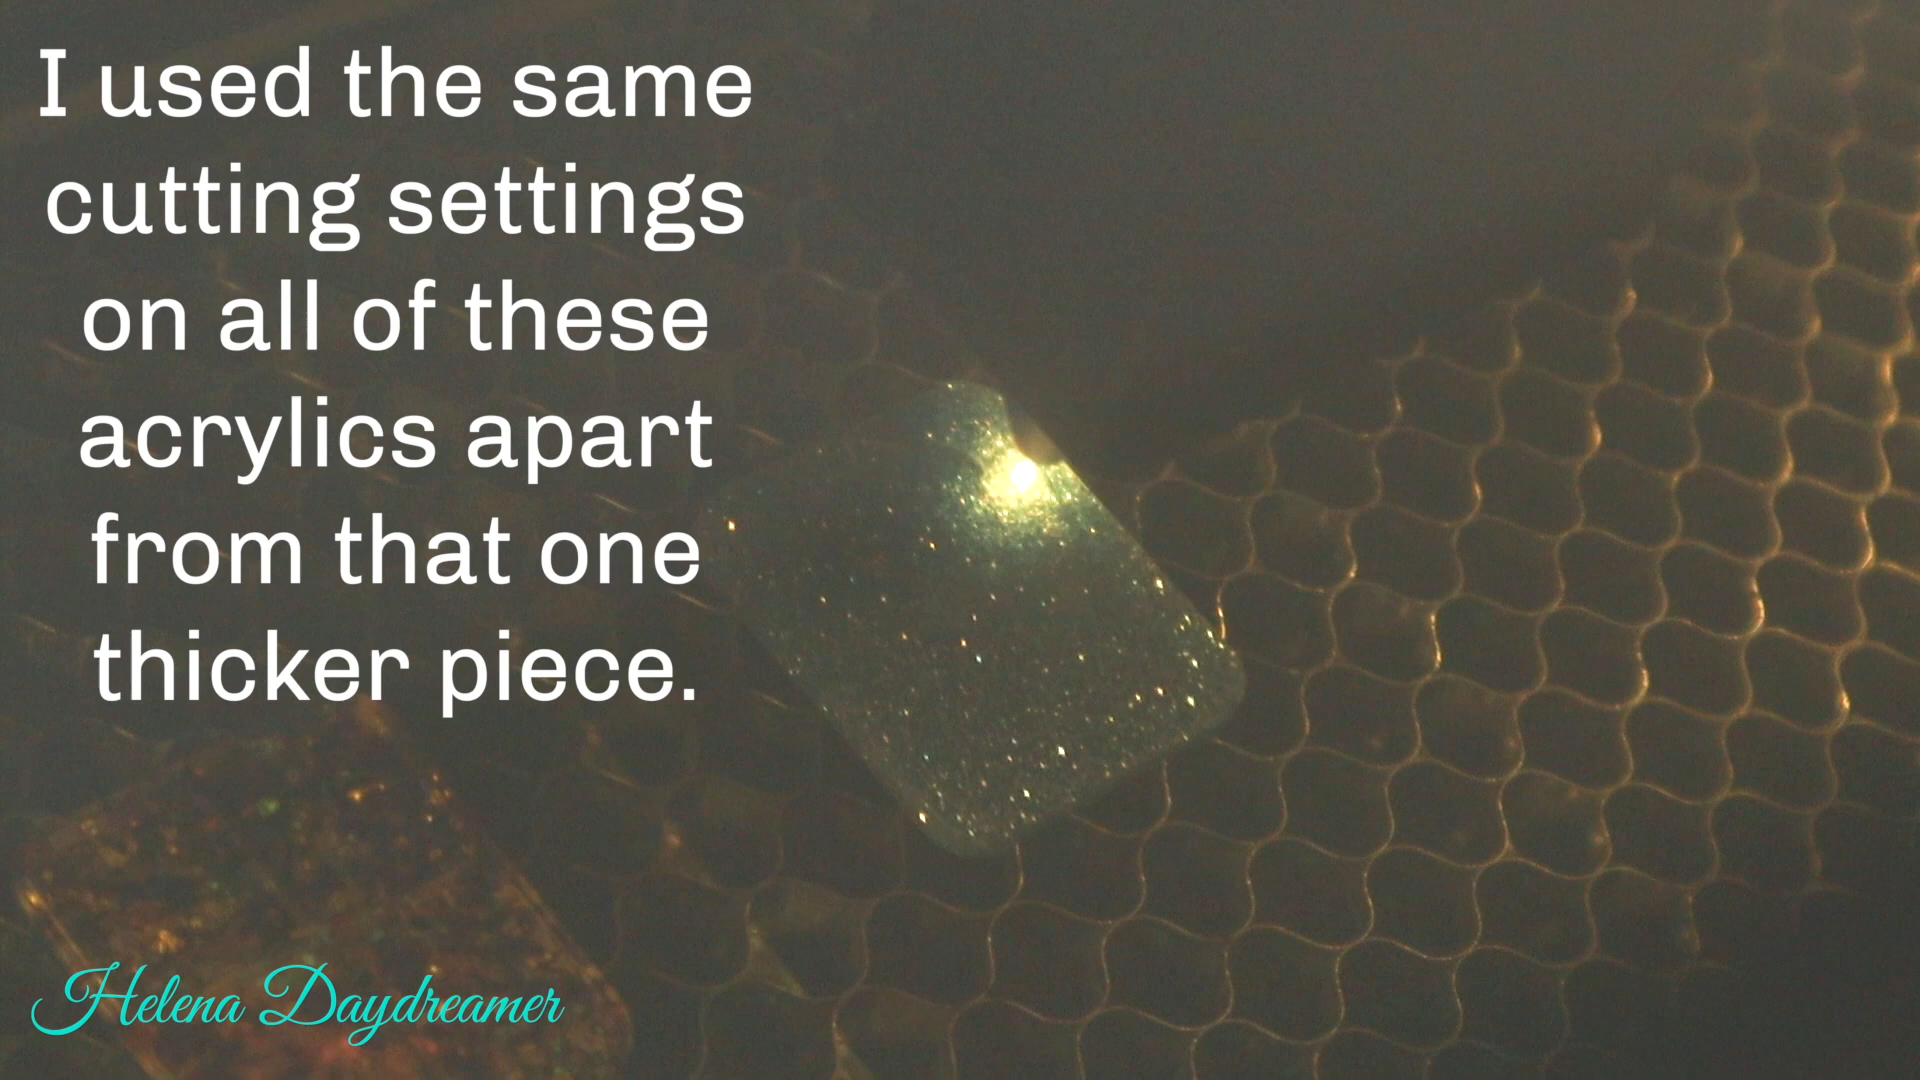 I used the same
cutting settings
on all of these
acrylics apart
from that one
thicker piece.
Helena Daydreamer